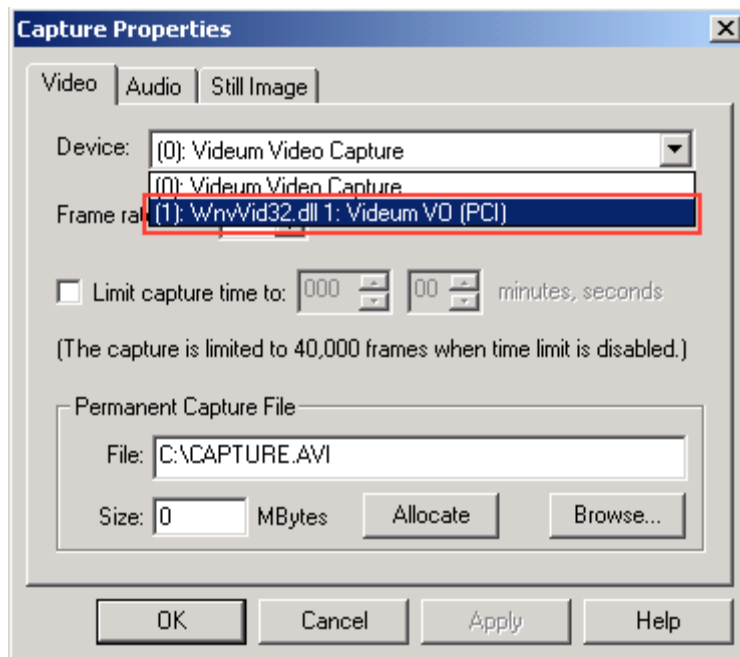 Capture Properties
Video Audio Still Image
Device: (0): Videum Video Capture
(0): Videum Video Capture
(1): WnvVid32.dll 1: Videum VO (PCI)
Frame
Limit capture time to: 000 00 minutes, seconds
(The capture is limited to 40,000 frames when time limit is disabled.)
Permanent Capture File
File: C:\CAPTURE.AVI
Size: 0 MBytes Allocate Browse...
OK Cancel Apply Help